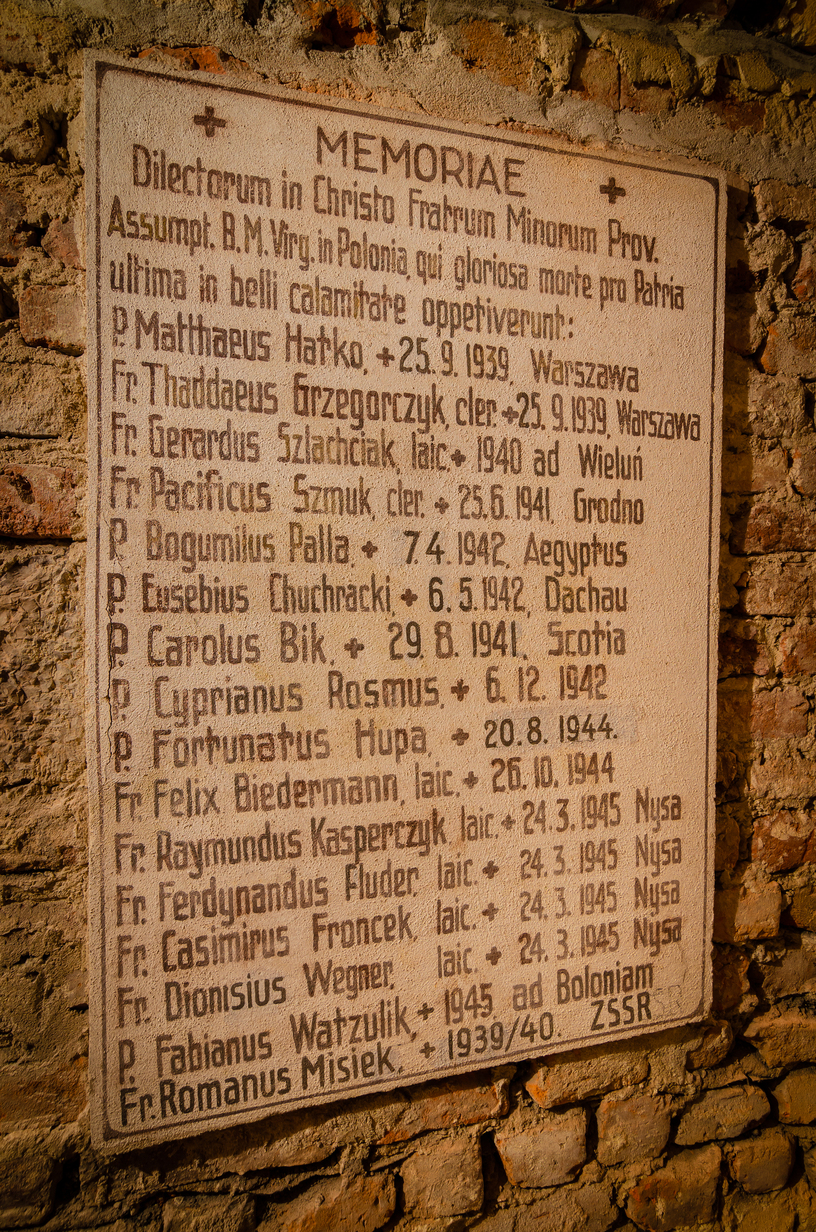 MEMORIAE
Dilectorum in Christo Fratrum Minorum Prov.
Assumpt. B.M.Virg. in Polonia, qui gloriosa morte pro Patria
ultima in belli calamitate oppetiverunt:
P. Matthaeus Hatko, +25.9.1939, Warszawa
Fr. Thaddaeus Grzegorczyk, cler. +25.9.1939, Warszawa
Fr. Gerardus Szlachciak, laic. + 1940 ad Wieluń
Fr. Pacificus Szmuk, cler. + 25.6.1941, Grodno
P. Bogumilus Palla, + 7.4.1942, Aegyptus
P. Eusebius Chuchracki, + 6.5.1942, Dachau
P. Carolus Bik, + 29.8.1941, Scotia
P. Cyprianus Rosmus, + 6.12.1942
P. Fortunatus Hupa, + 20.8.1944.
Fr. Felix Biedermann, laic. + 26.10.1944
Fr. Raymundus Kasperczyk, laic. + 24.3.1945 Nysa
Fr. Ferdynandus Fluder, laic. + 24.3.1945 Nysa
Fr. Casimirus Froncek, laic. + 24.3.1945 Nysa
Fr. Dionisius Wegner, laic. + 24.3.1945 Nysa
P. Fabianus Watzulik, + 1945 ad Boloniam
Fr. Romanus Misiek, + 1939/40. ZSSR